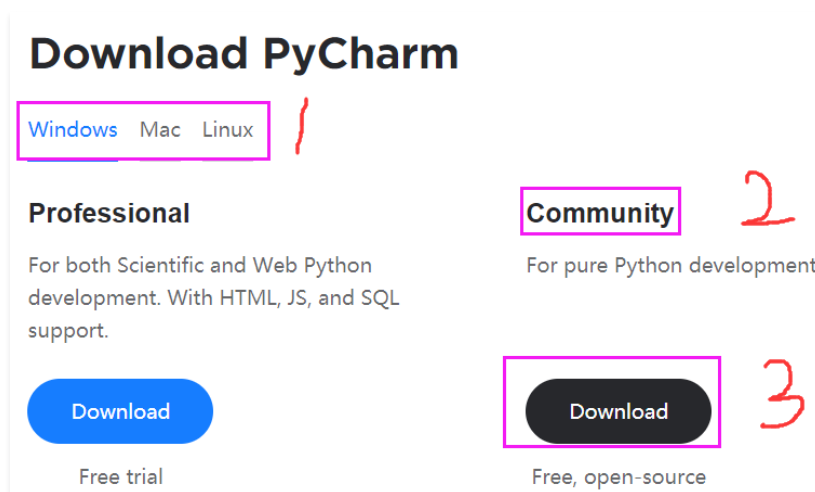 Download PyCharm
Windows Mac Linux 1
Professional
For both Scientific and Web Python
development. With HTML, JS, and SQL
support.
Download
Free trial
Community 2
For pure Python development
Download 3
Free, open-source